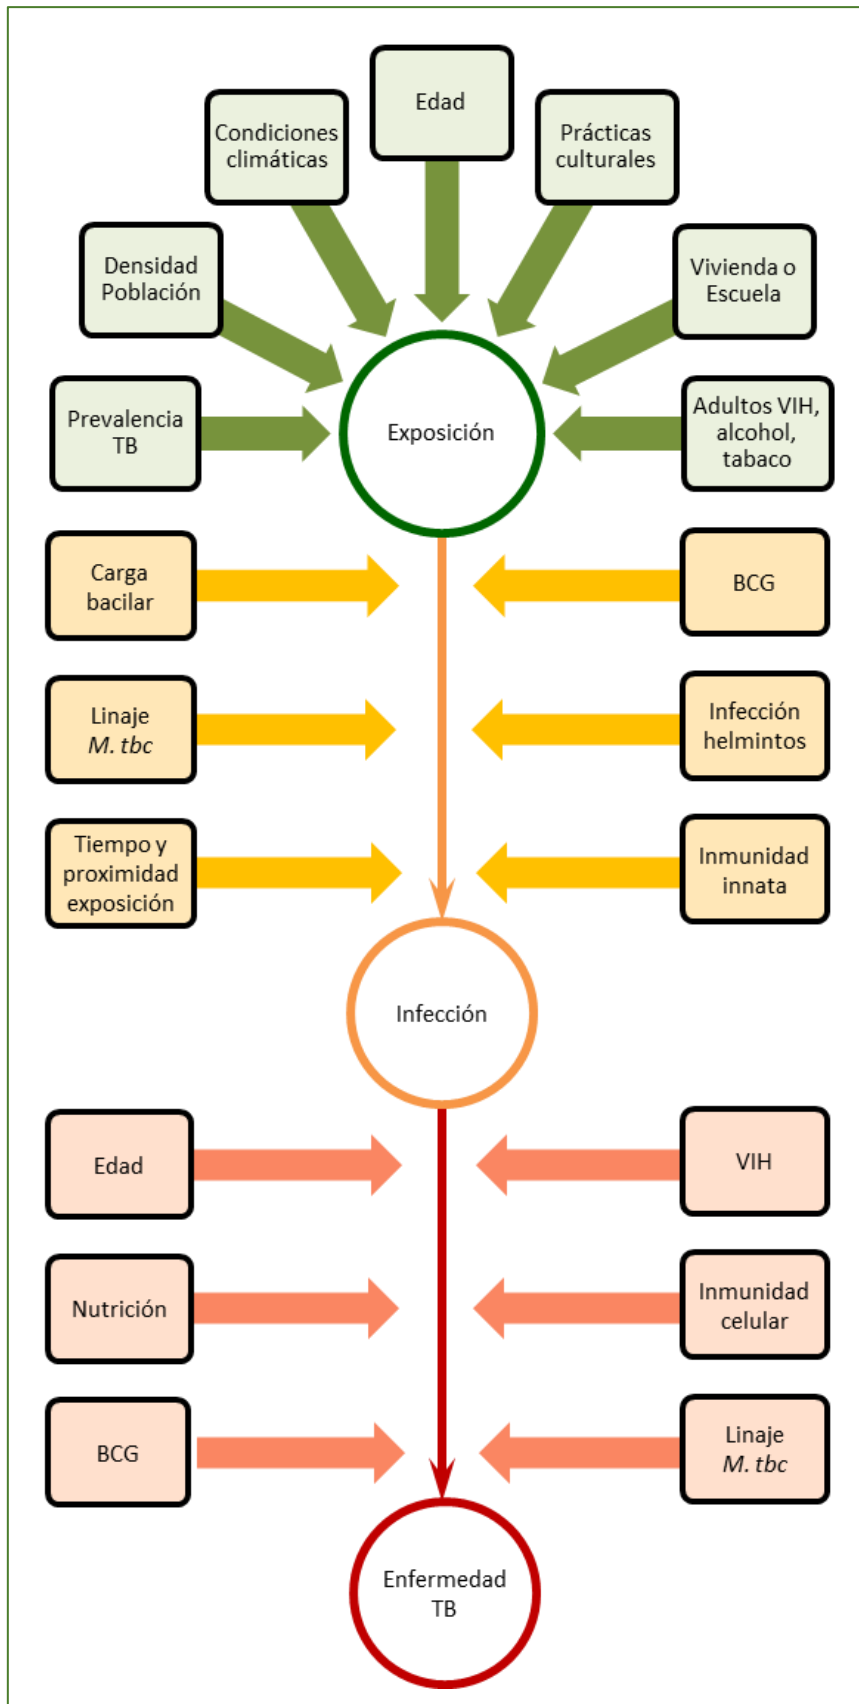 Edad
Condiciones
climáticas
Prácticas
culturales
Densidad
Población
Vivienda o
Escuela
Prevalencia
TB
Exposición
Adultos VIH,
alcohol,
tabaco
Carga
bacilar
BCG
Linaje
M. tbc
Infección
helmintos
Tiempo y
proximidad
exposición
Inmunidad
innata
Infección
Edad
VIH
Nutrición
Inmunidad
celular
BCG
Linaje
M. tbc
Enfermedad
TB